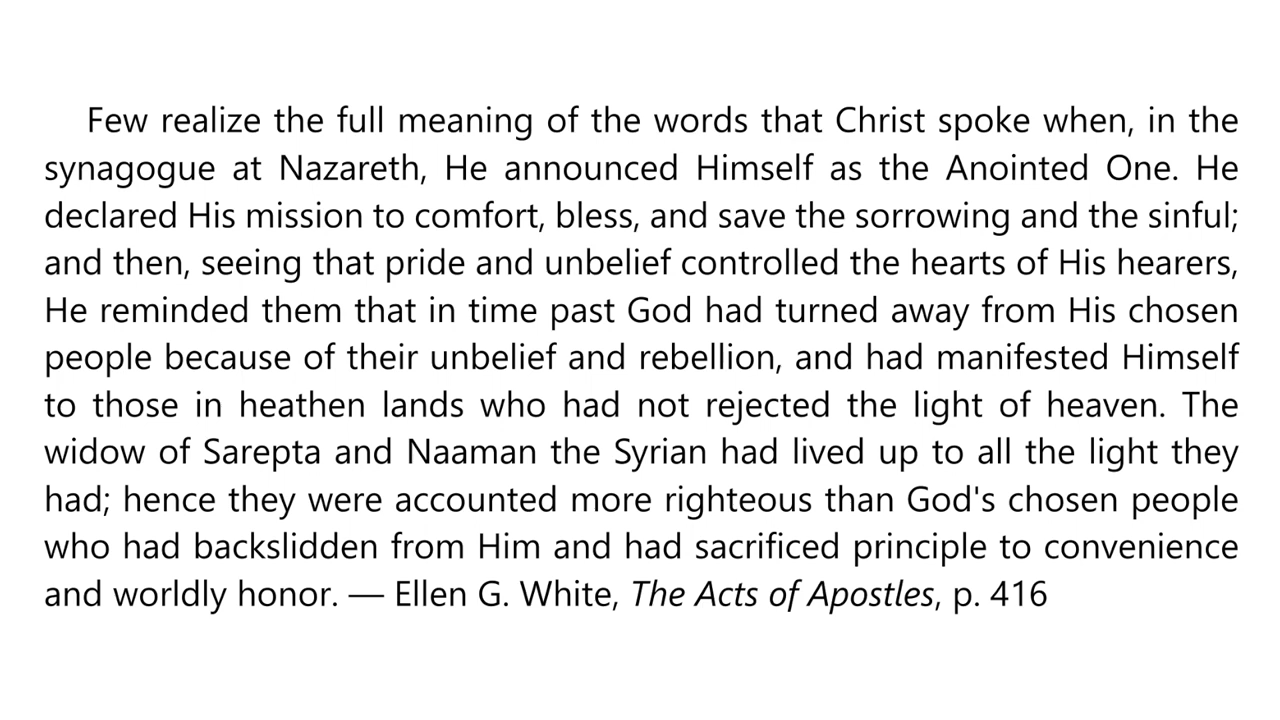 Few realize the full meaning of the words that Christ spoke when, in the
synagogue at Nazareth, He announced Himself as the Anointed One. He
declared His mission to comfort, bless, and save the sorrowing and the sinful;
and then, seeing that pride and unbelief controlled the hearts of His hearers,
He reminded them that in time past God had turned away from His chosen
people because of their unbelief and rebellion, and had manifested Himself
to those in heathen lands who had not rejected the light of heaven. The
widow of Sarepta and Naaman the Syrian had lived up to all the light they
had; hence they were accounted more righteous than God's chosen people
who had backslidden from Him and had sacrificed principle to convenience
and worldly honor. — Ellen G. White, The Acts of Apostles, p. 416